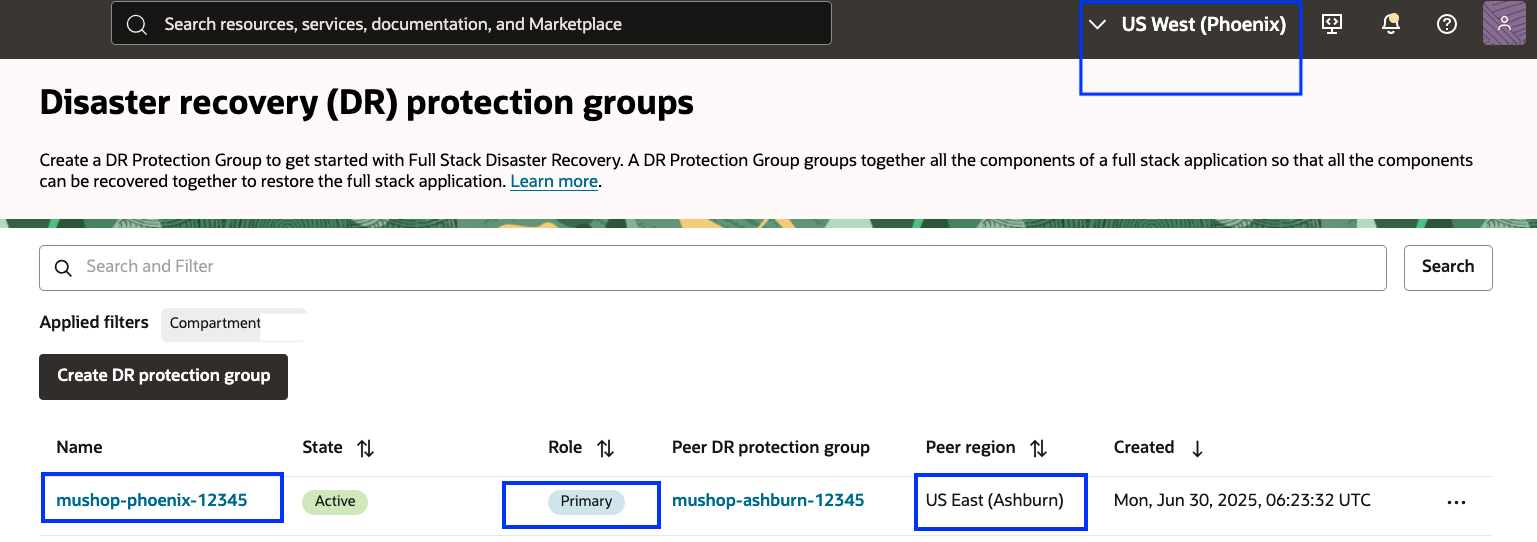 Search resources, services, documentation, and Marketplace
US West (Phoenix)
Disaster recovery (DR) protection groups
Create a DR Protection Group to get started with Full Stack Disaster Recovery. A DR Protection Group groups together all the components of a full stack application so that all the components
can be recovered together to restore the full stack application. Learn more.
Search and Filter
Search
Applied filters Compartment
Create DR protection group
Name State Role Peer DR protection group Peer region Created
mushop-phoenix-12345 Active Primary mushop-ashburn-12345 US East (Ashburn) Mon, Jun 30, 2025, 06:23:32 UTC